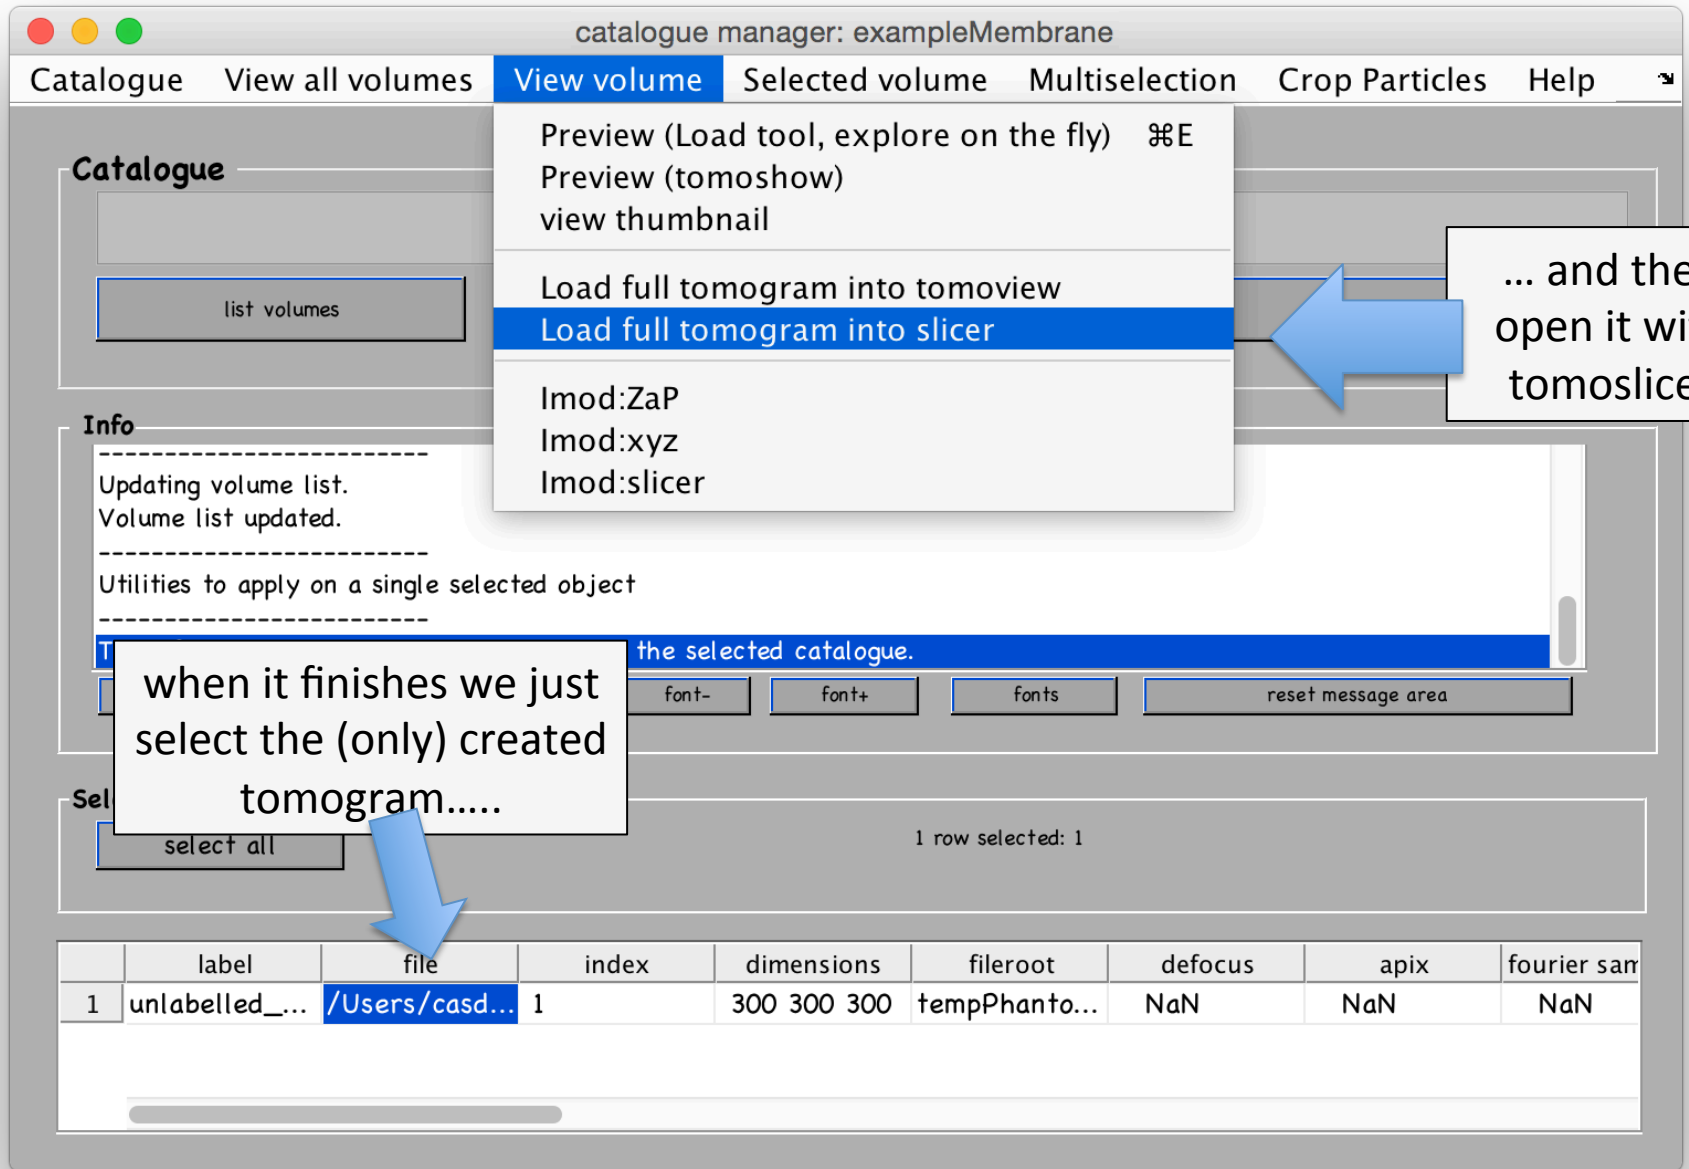 catalogue manager: exampleMembrane
Catalogue View all volumes View volume Selected volume Multiselection Crop Particles Help
Preview (Load tool, explore on the fly) ⌘E
Preview (tomoshow)
view thumbnail
Load full tomogram into tomoview
Load full tomogram into slicer
Imod:ZaP
Imod:xyz
Imod:slicer
Catalogue
list volumes
... and the
open it wi
tomoslice
Info
-------------------------
Updating volume list.
Volume list updated.
-------------------------
Utilities to apply on a single selected object
-------------------------
T the selected catalogue.
font- font+ fonts reset message area
when it finishes we just
select the (only) created
tomogram.....
Sel
select all 1 row selected: 1
label file index dimensions fileroot defocus apix fourier sam
1 unlabelled_... /Users/casd... 1 300 300 300 tempPhanto... NaN NaN NaN